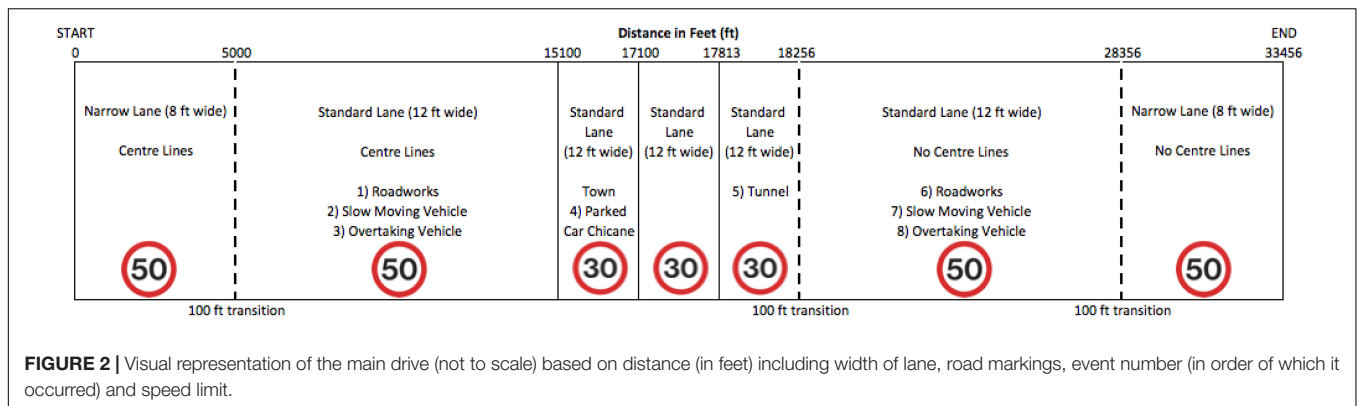 START
Distance in Feet (ft)
END
0
5000
15100
17100
17813
18256
28356
33456
Narrow Lane (8 ft wide)
Centre Lines
50
Standard Lane (12 ft wide)
Centre Lines
1) Roadworks
2) Slow Moving Vehicle
3) Overtaking Vehicle
50
Standard
Lane
(12 ft wide)
Town
4) Parked
Car Chicane
30
Standard
Lane
(12 ft wide)
30
Standard
Lane
(12 ft wide)
5) Tunnel
30
Standard Lane (12 ft wide)
No Centre Lines
6) Roadworks
7) Slow Moving Vehicle
8) Overtaking Vehicle
50
Narrow Lane (8 ft wide)
No Centre Lines
50
100 ft transition
100 ft transition
100 ft transition
FIGURE 2 | Visual representation of the main drive (not to scale) based on distance (in feet) including width of lane, road markings, event number (in order of which it
occurred) and speed limit.